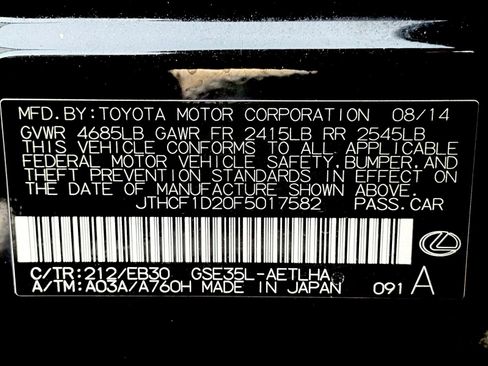 MFD.BY:TOYOTA MOTOR CORPORATION 08/14
GVWR 4685LB GAWR FR 2415LB RR 2545LB
THIS VEHICLE CONFORMS TO ALL APPLICABLE
FEDERAL MOTOR VEHICLE SAFETY,BUMPER,AND
THEFT PREVENTION STANDARDS IN EFFECT ON
THE DATE OF MANUFACTURE SHOWN ABOVE.
JTHCF1D20F5017582 PASS.CAR
C/TR:212/EB30 GSE35L-AETLHA
A/TM:A03A/A760H MADE IN JAPAN 091 A